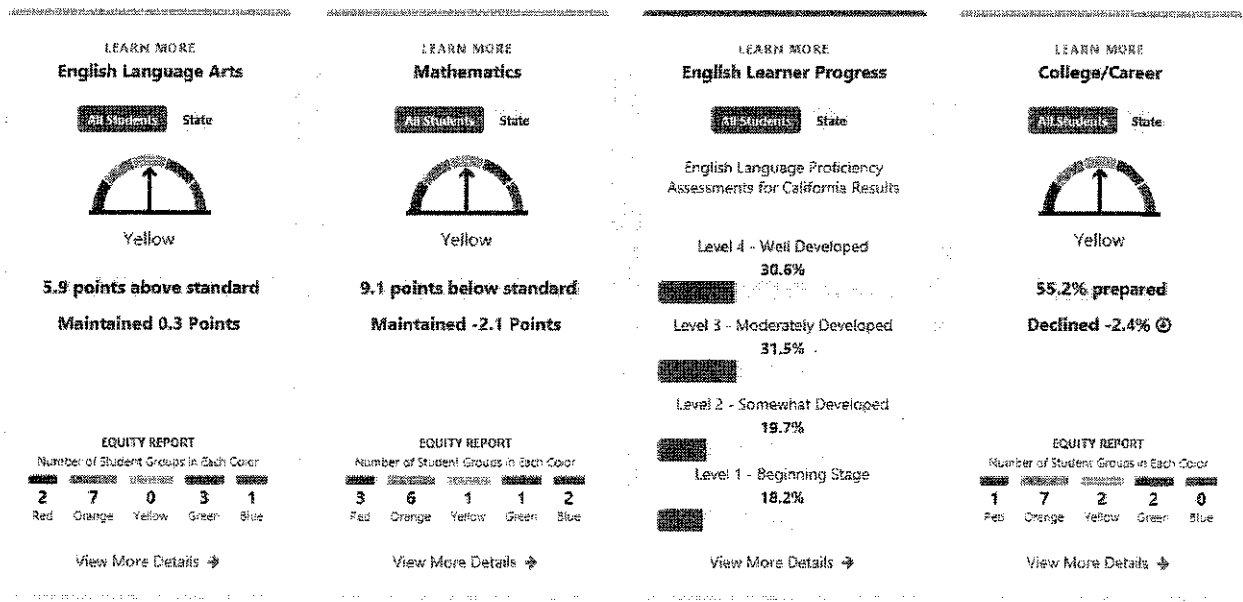 LEARN MORE
English Language Arts
All Students State
Yellow
5.9 points above standard
Maintained 0.3 Points
EQUITY REPORT
Number of Student Groups in Each Color
2 7 0 3 1
Red Orange Yellow Green Blue
View More Details →
LEARN MORE
Mathematics
All Students State
Yellow
9.1 points below standard
Maintained -2.1 Points
EQUITY REPORT
Number of Student Groups in Each Color
3 6 1 1 2
Red Orange Yellow Green Blue
View More Details →
LEARN MORE
English Learner Progress
All Students State
English Language Proficiency
Assessments for California Results
Level 4 - Well Developed
30.6%
Level 3 - Moderately Developed
31.5%
Level 2 - Somewhat Developed
19.7%
Level 1 - Beginning Stage
18.2%
View More Details →
LEARN MORE
College/Career
All Students State
Yellow
55.2% prepared
Declined -2.4%
EQUITY REPORT
Number of Student Groups in Each Color
1 7 2 2 0
Red Orange Yellow Green Blue
View More Details →